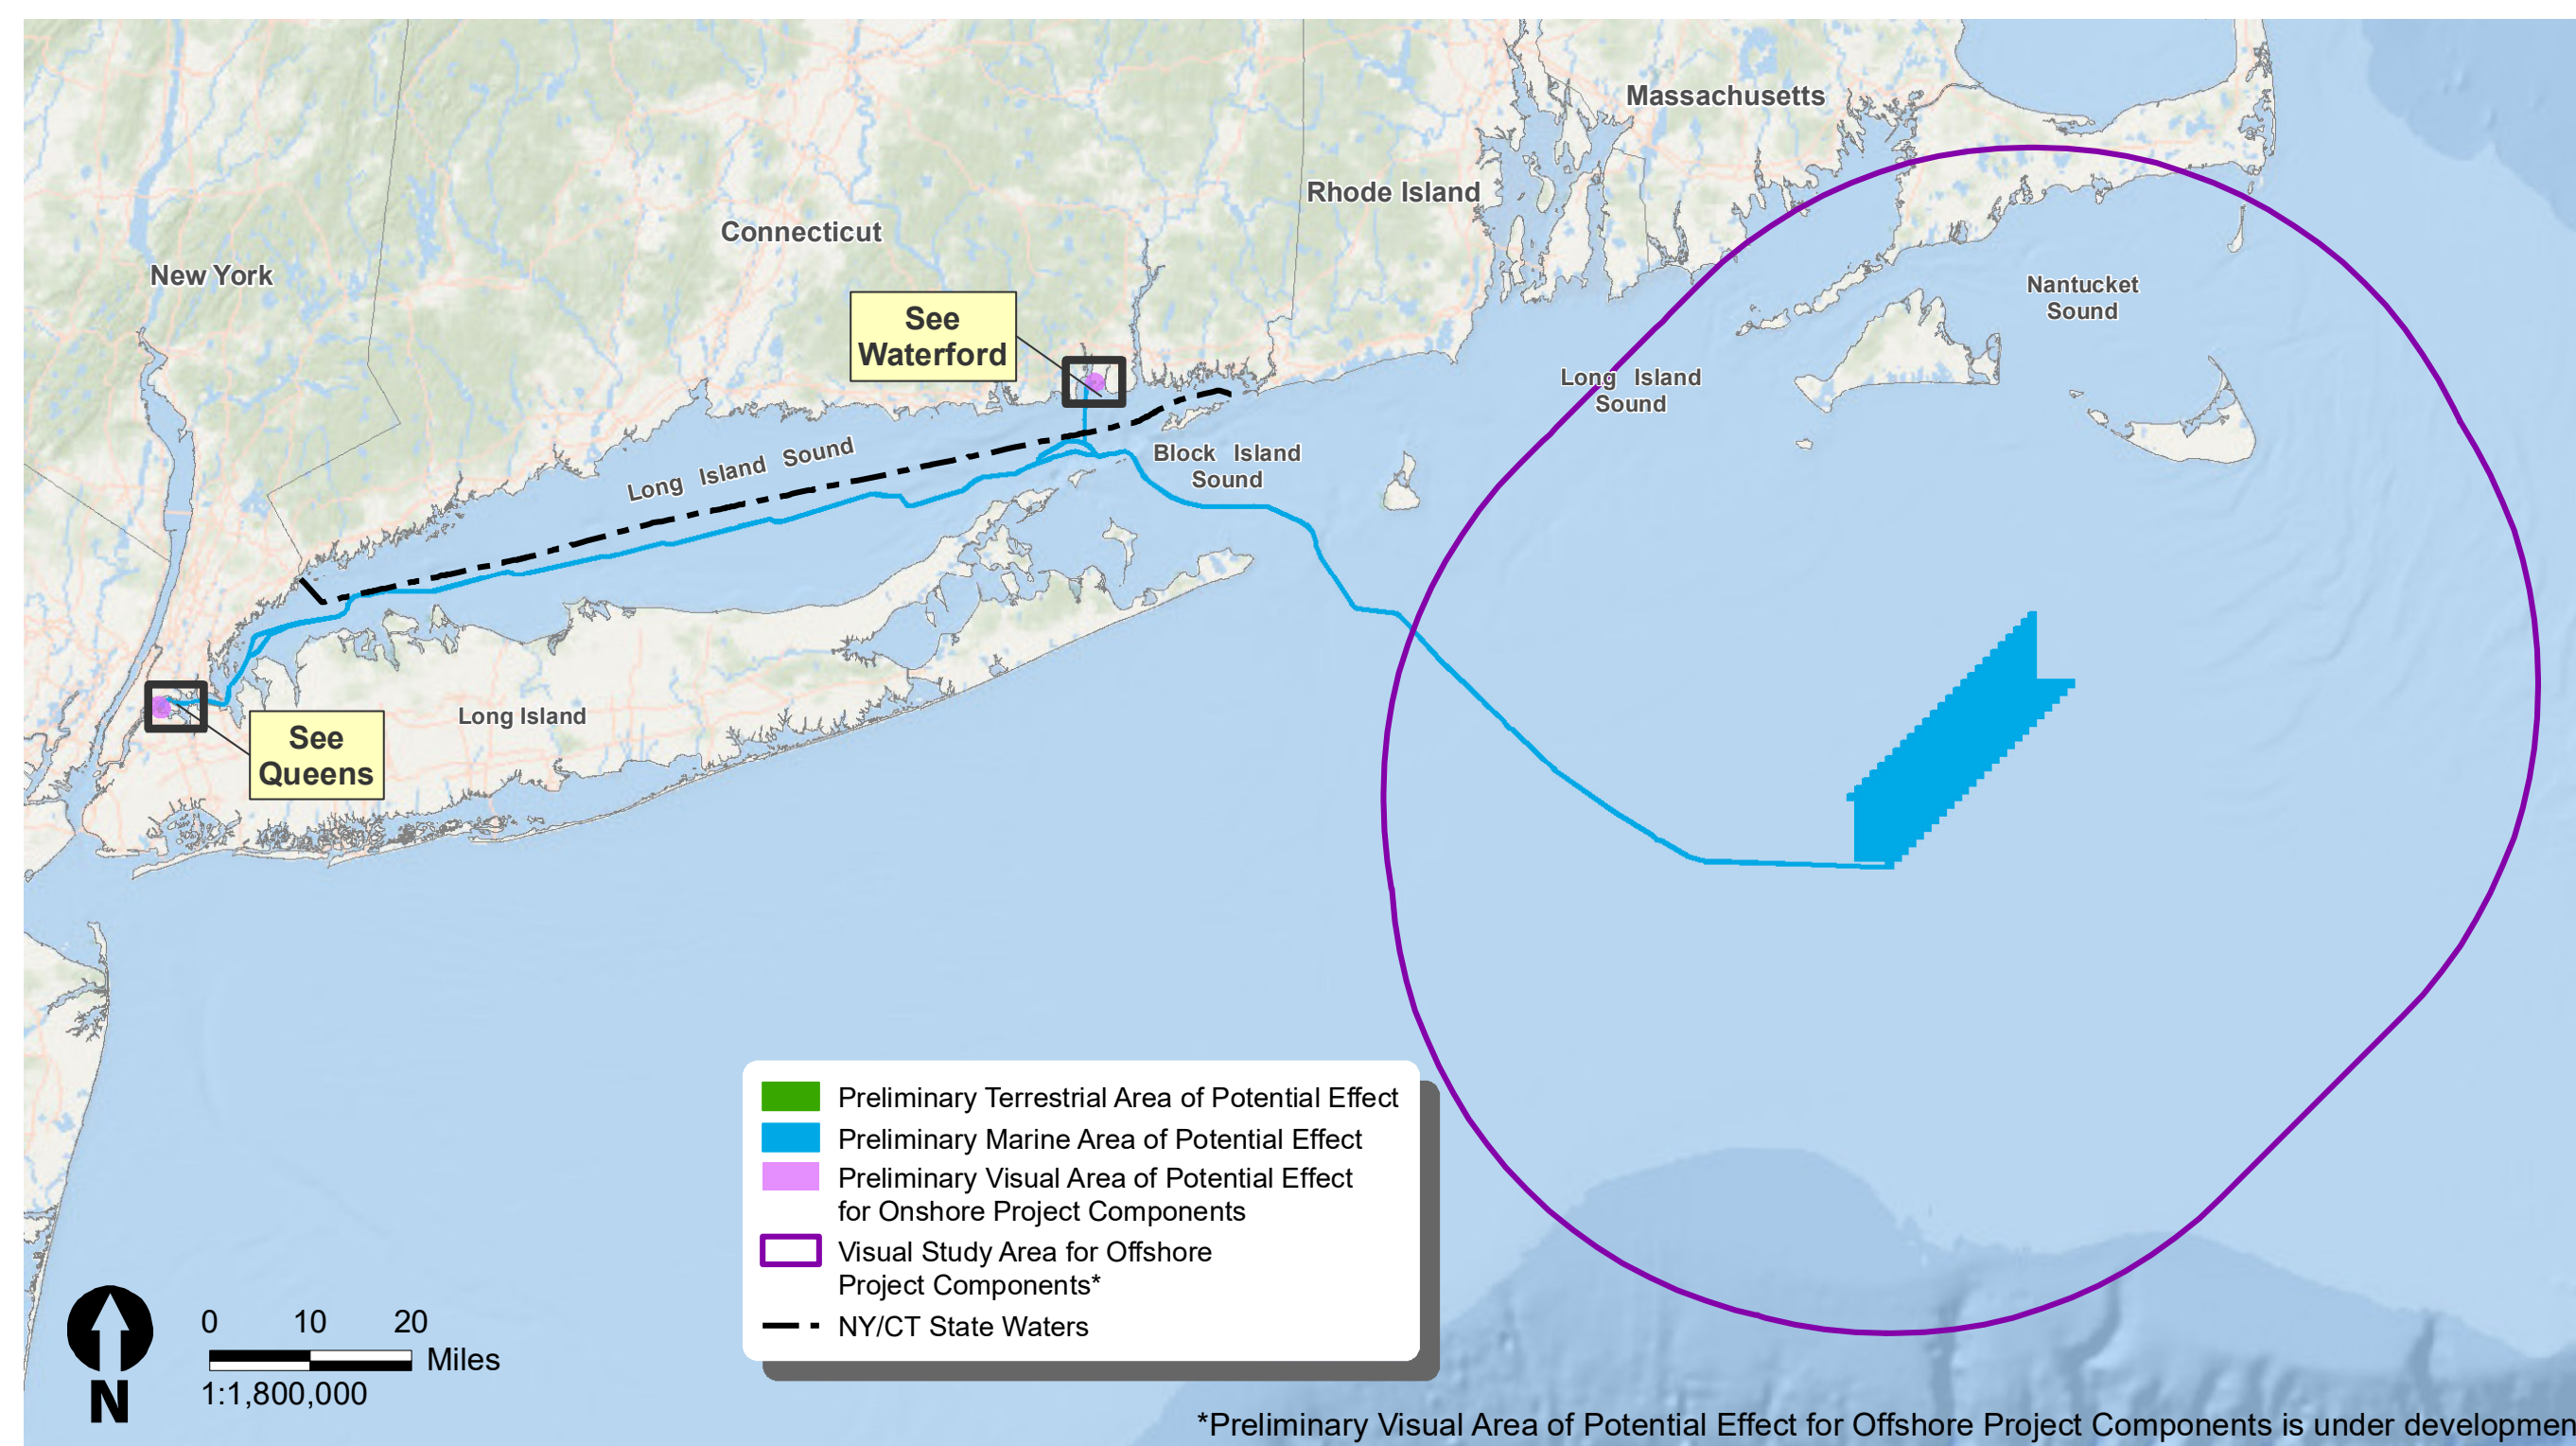 Massachusetts
Rhode Island
Connecticut
New York
Nantucket
Sound
See
Waterford
Long Island
Sound
Long Island Sound
Block Island
Sound
Long Island
See
Queens
Preliminary Terrestrial Area of Potential Effect
Preliminary Marine Area of Potential Effect
Preliminary Visual Area of Potential Effect
for Onshore Project Components
Visual Study Area for Offshore
Project Components*
NY/CT State Waters
0 10 20
Miles
1:1,800,000
N
*Preliminary Visual Area of Potential Effect for Offshore Project Components is under developmen